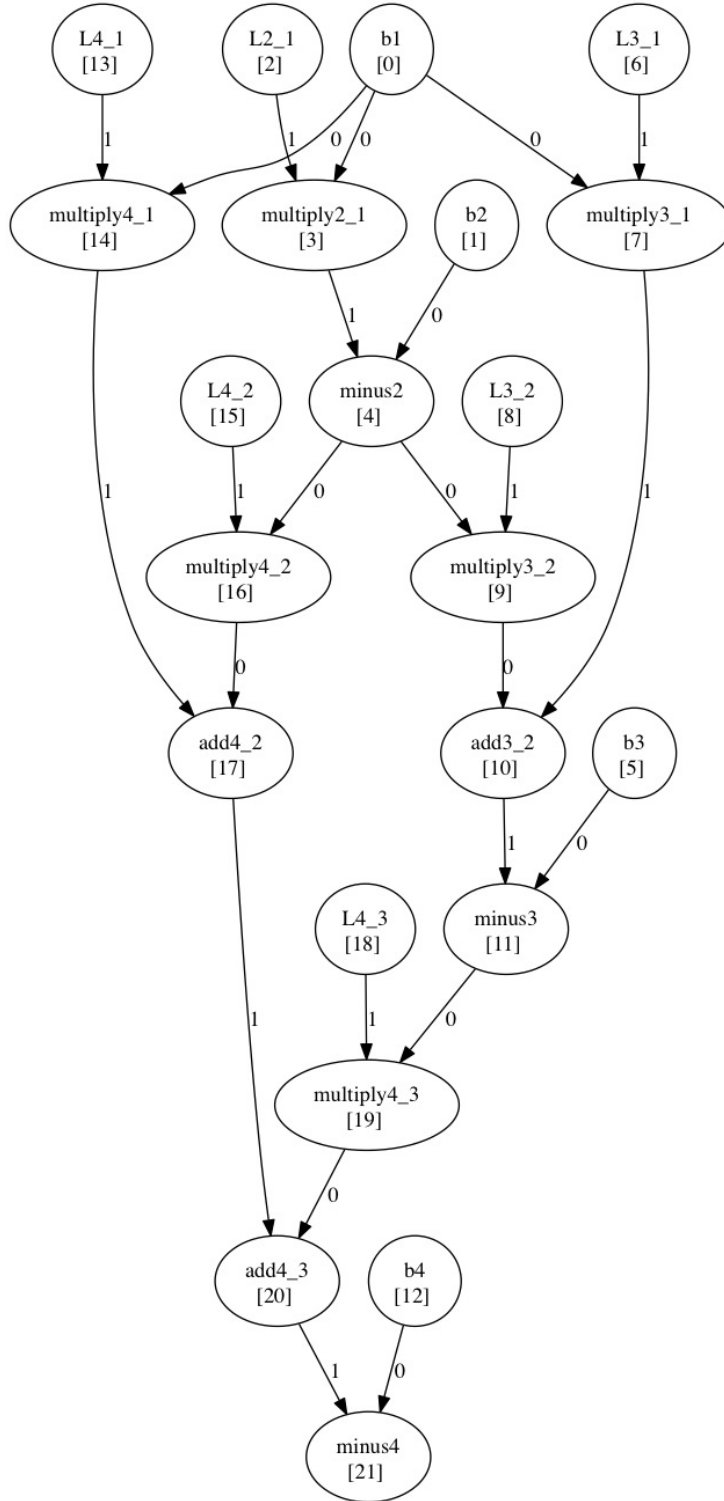 L4_1
[13]
L2_1
[2]
b1
[0]
L3_1
[6]
1
1
0
0
0
1
multiply4_1
[14]
multiply2_1
[3]
b2
[1]
multiply3_1
[7]
1
0
L4_2
[15]
minus2
[4]
L3_2
[8]
1
1
0
0
1
1
multiply4_2
[16]
multiply3_2
[9]
0
0
add4_2
[17]
add3_2
[10]
b3
[5]
1
0
L4_3
[18]
minus3
[11]
1
1
0
multiply4_3
[19]
0
add4_3
[20]
b4
[12]
1
0
minus4
[21]